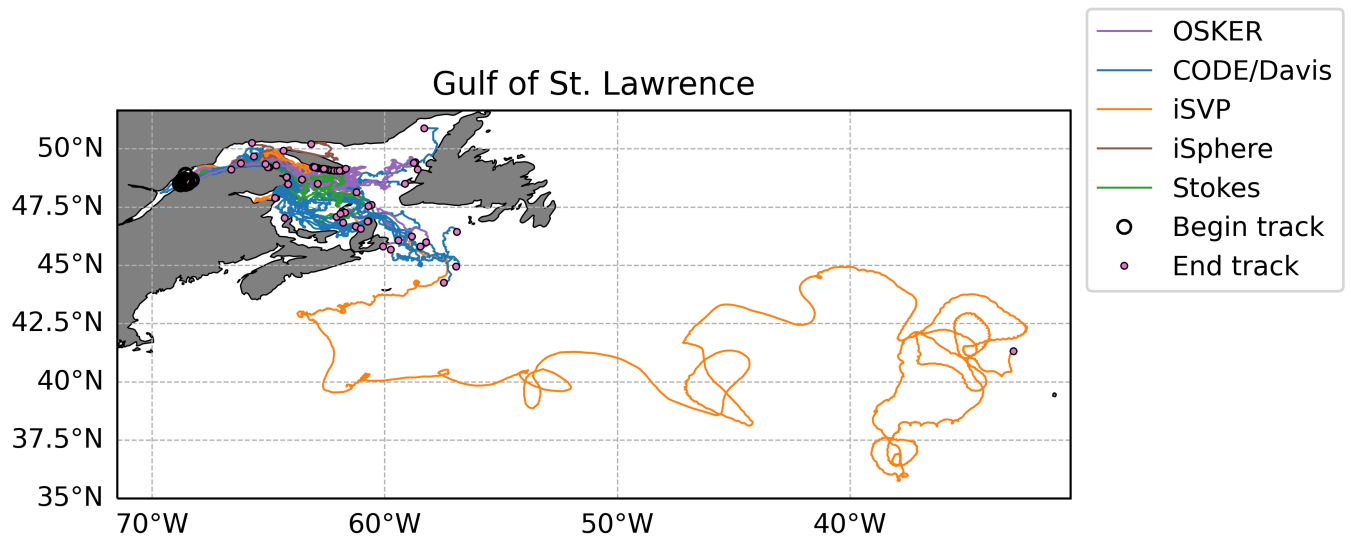 Gulf of St. Lawrence
OSKER
CODE/Davis
iSVP
iSphere
Stokes
Begin track
End track
50°N
47.5°N
45°N
42.5°N
40°N
37.5°N
35°N
70°W 60°W 50°W 40°W